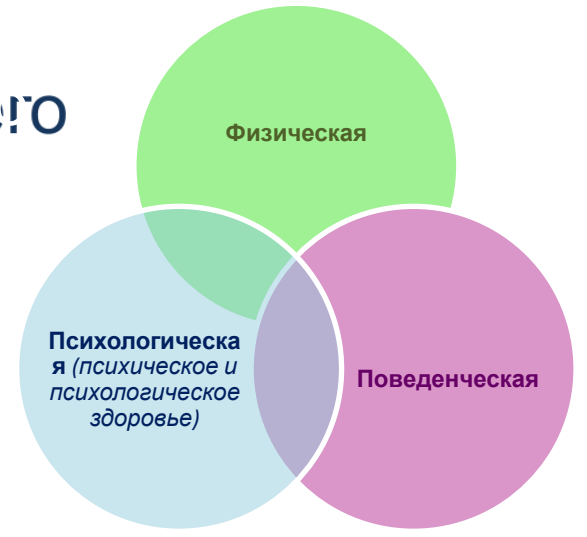 Физическая
Психологическа
я (психическое и
психологическое
здоровье)
Поведенческая